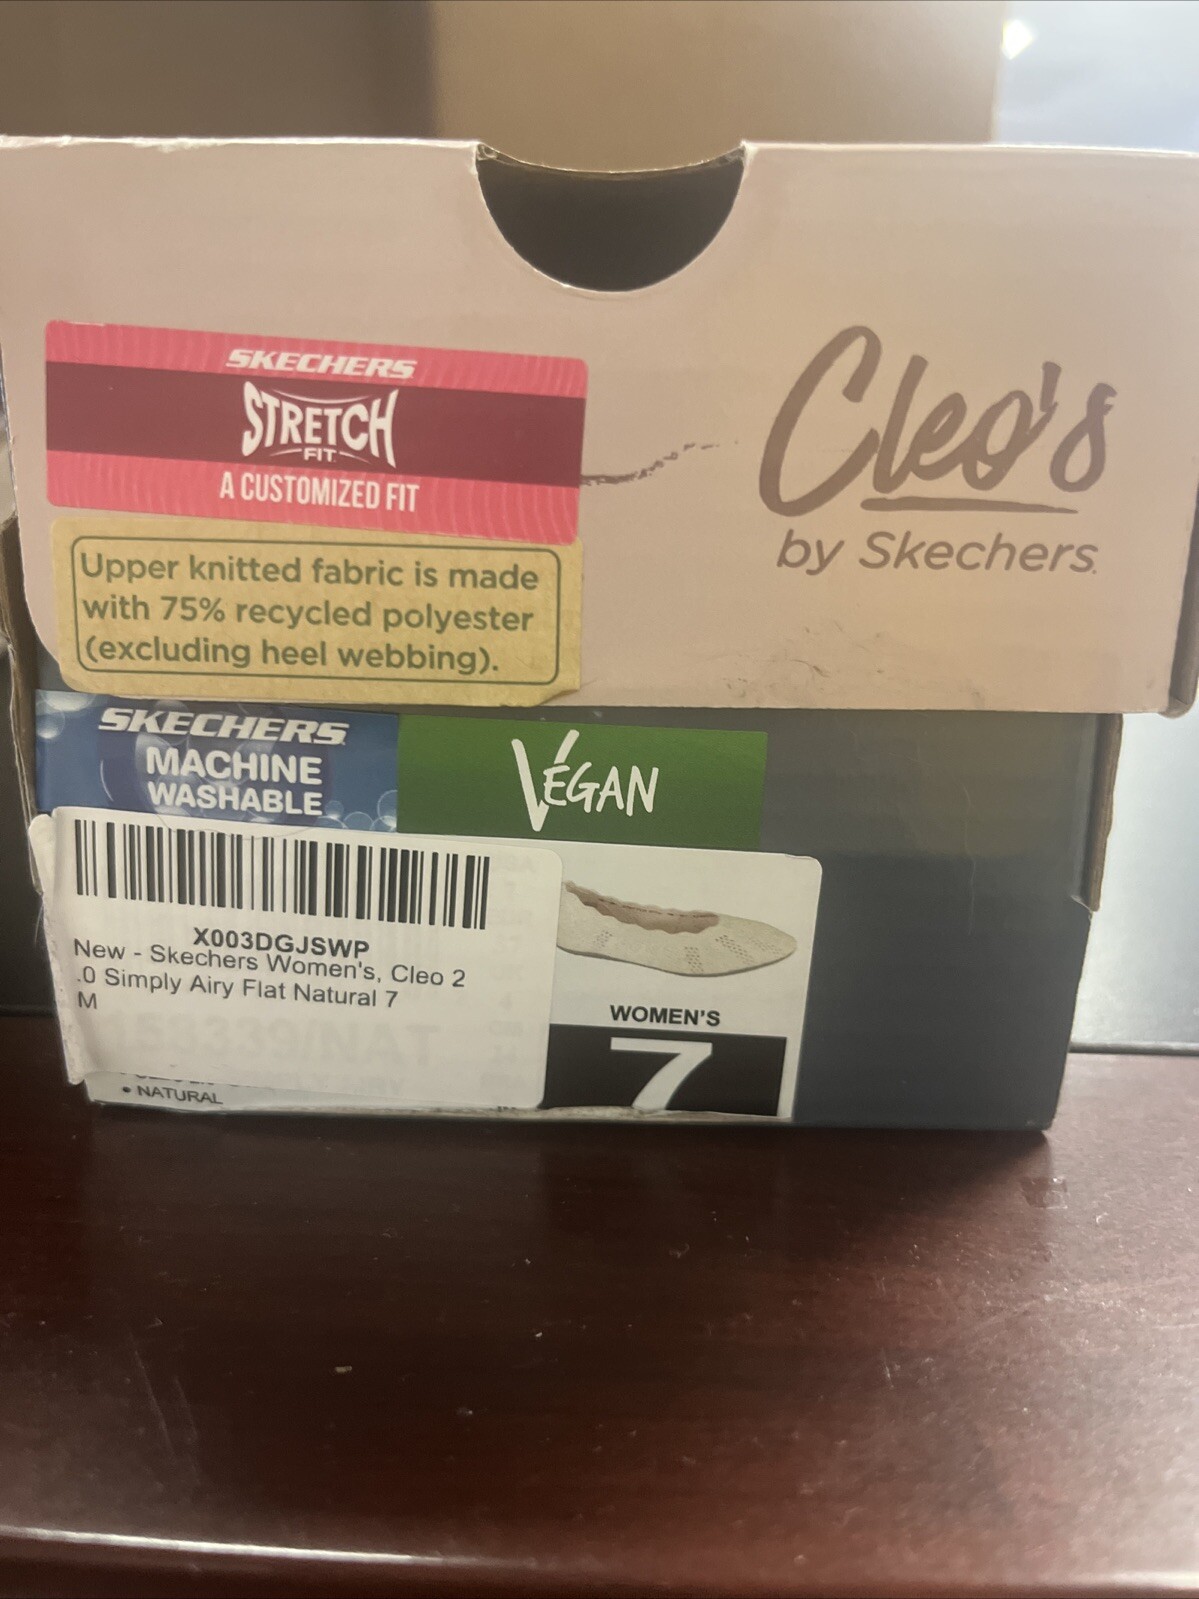 SKECHERS
STRETCH
FIT
A CUSTOMIZED FIT
Cleo's
by Skechers.
Upper knitted fabric is made
with 75% recycled polyester
(excluding heel webbing).
SKECHERS
MACHINE
WASHABLE
VEGAN
X003DGJSWP
New - Skechers Women's, Cleo 2
.0 Simply Airy Flat Natural 7
M
• NATURAL
WOMEN'S
7